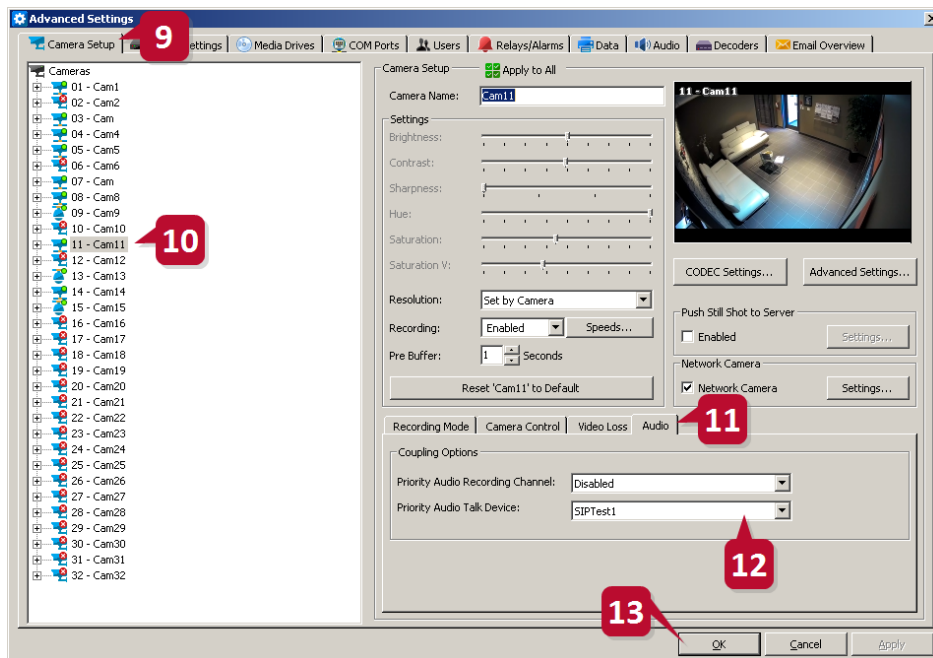 Advanced Settings
9
Camera Setup
ettings
Media Drives
COM Ports
Users
Relays/Alarms
Data
Audio
Decoders
Email Overview
Cameras
01 - Cam1
02 - Cam2
03 - Cam
04 - Cam4
05 - Cam5
06 - Cam6
07 - Cam
08 - Cam8
09 - Cam9
10 - Cam10
11 - Cam11
12 - Cam12
13 - Cam13
14 - Cam14
15 - Cam15
16 - Cam16
17 - Cam17
18 - Cam18
19 - Cam19
20 - Cam20
21 - Cam21
22 - Cam22
23 - Cam23
24 - Cam24
25 - Cam25
26 - Cam26
27 - Cam27
28 - Cam28
29 - Cam29
30 - Cam30
31 - Cam31
32 - Cam32
10
Camera Setup
Apply to All
Camera Name:
Cam11
Settings
Brightness:
Contrast:
Sharpness:
Hue:
Saturation:
Saturation V:
Resolution:
Set by Camera
Recording:
Enabled
Speeds...
Pre Buffer:
1
Seconds
Reset 'Cam11' to Default
11 - Cam11
CODEC Settings...
Advanced Settings...
Push Still Shot to Server
Enabled
Settings...
Network Camera
Network Camera
Settings...
Recording Mode
Camera Control
Video Loss
Audio
11
Coupling Options
Priority Audio Recording Channel:
Disabled
Priority Audio Talk Device:
SIPTest1
12
13
OK
Cancel
Apply